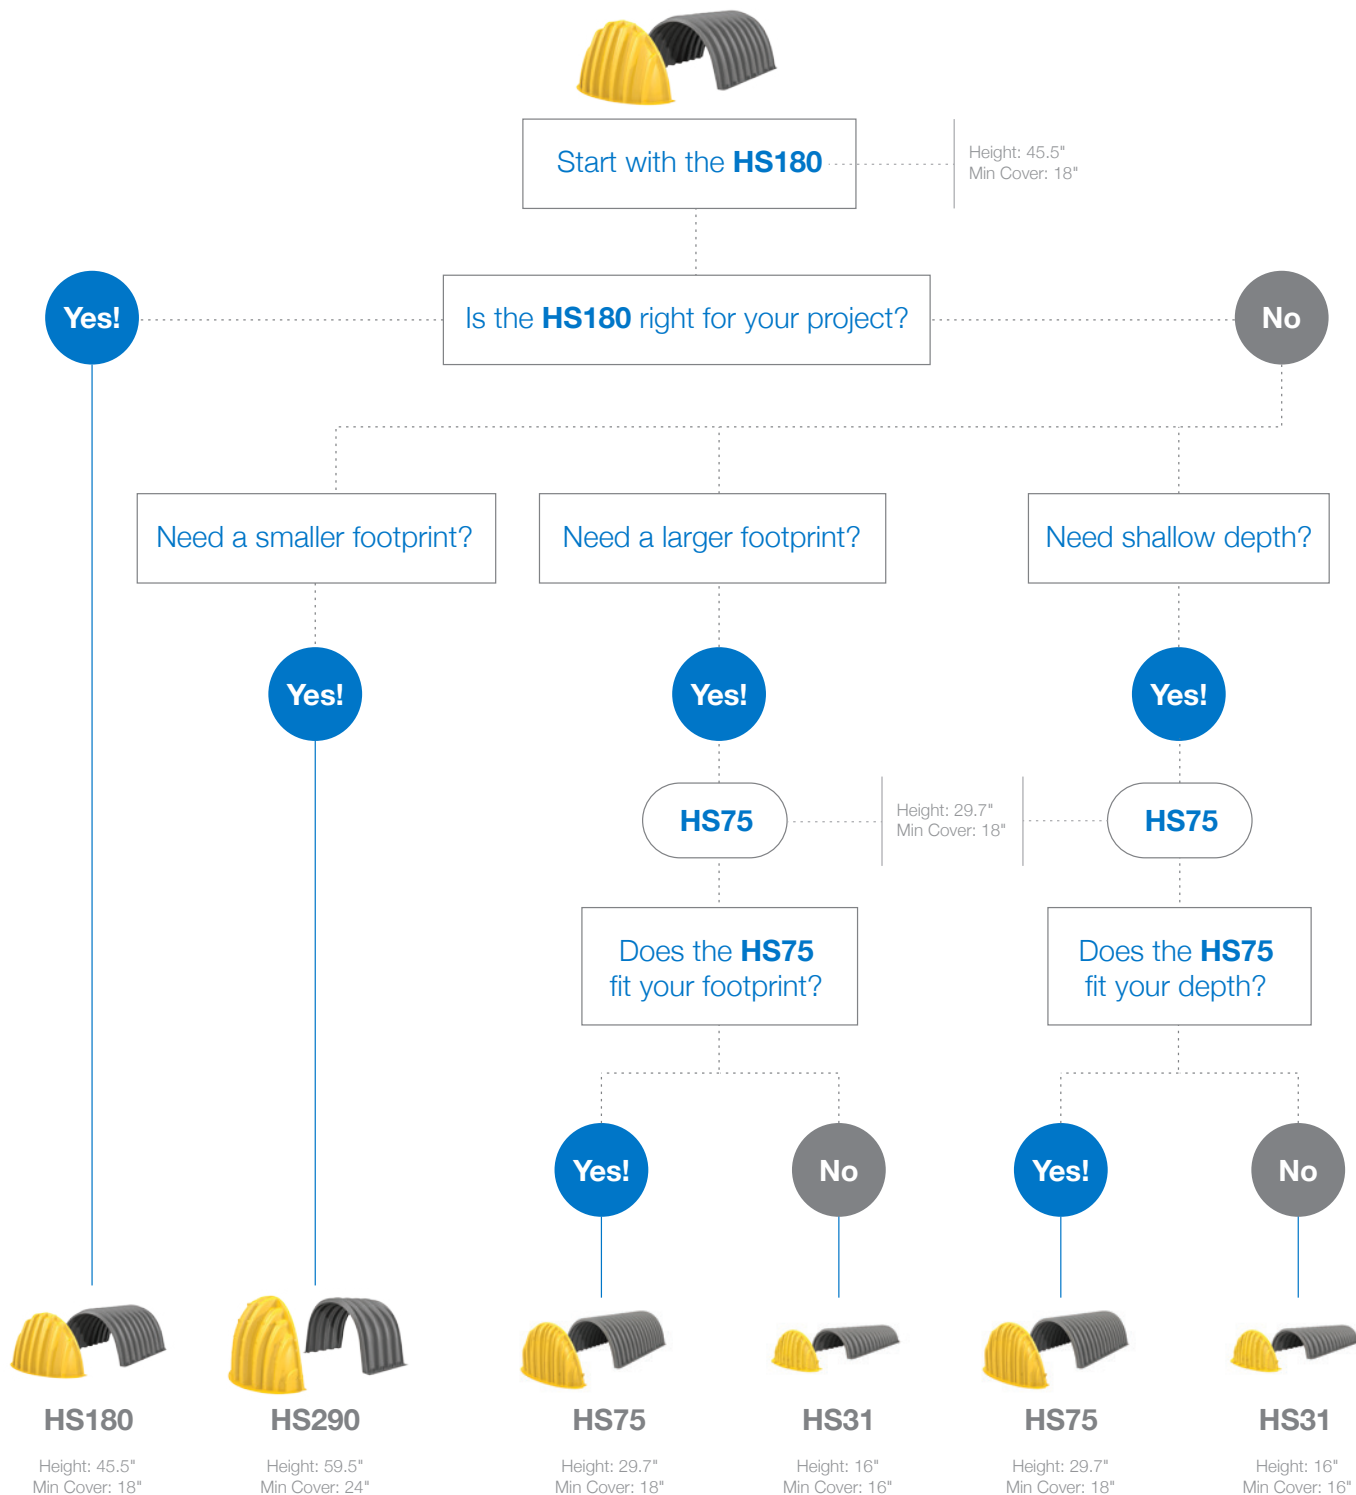 Start with the HS180
Height: 45.5"
Min Cover: 18"
Yes!
Is the HS180 right for your project?
No
Need a smaller footprint?
Need a larger footprint?
Need shallow depth?
Yes!
Yes!
Yes!
HS75
Height: 29.7"
Min Cover: 18"
HS75
Does the HS75
fit your footprint?
Does the HS75
fit your depth?
Yes!
No
Yes!
No
HS180
HS290
HS75
HS31
HS75
HS31
Height: 45.5"
Min Cover: 18"
Height: 59.5"
Min Cover: 24"
Height: 29.7"
Min Cover: 18"
Height: 16"
Min Cover: 16"
Height: 29.7"
Min Cover: 18"
Height: 16"
Min Cover: 16"